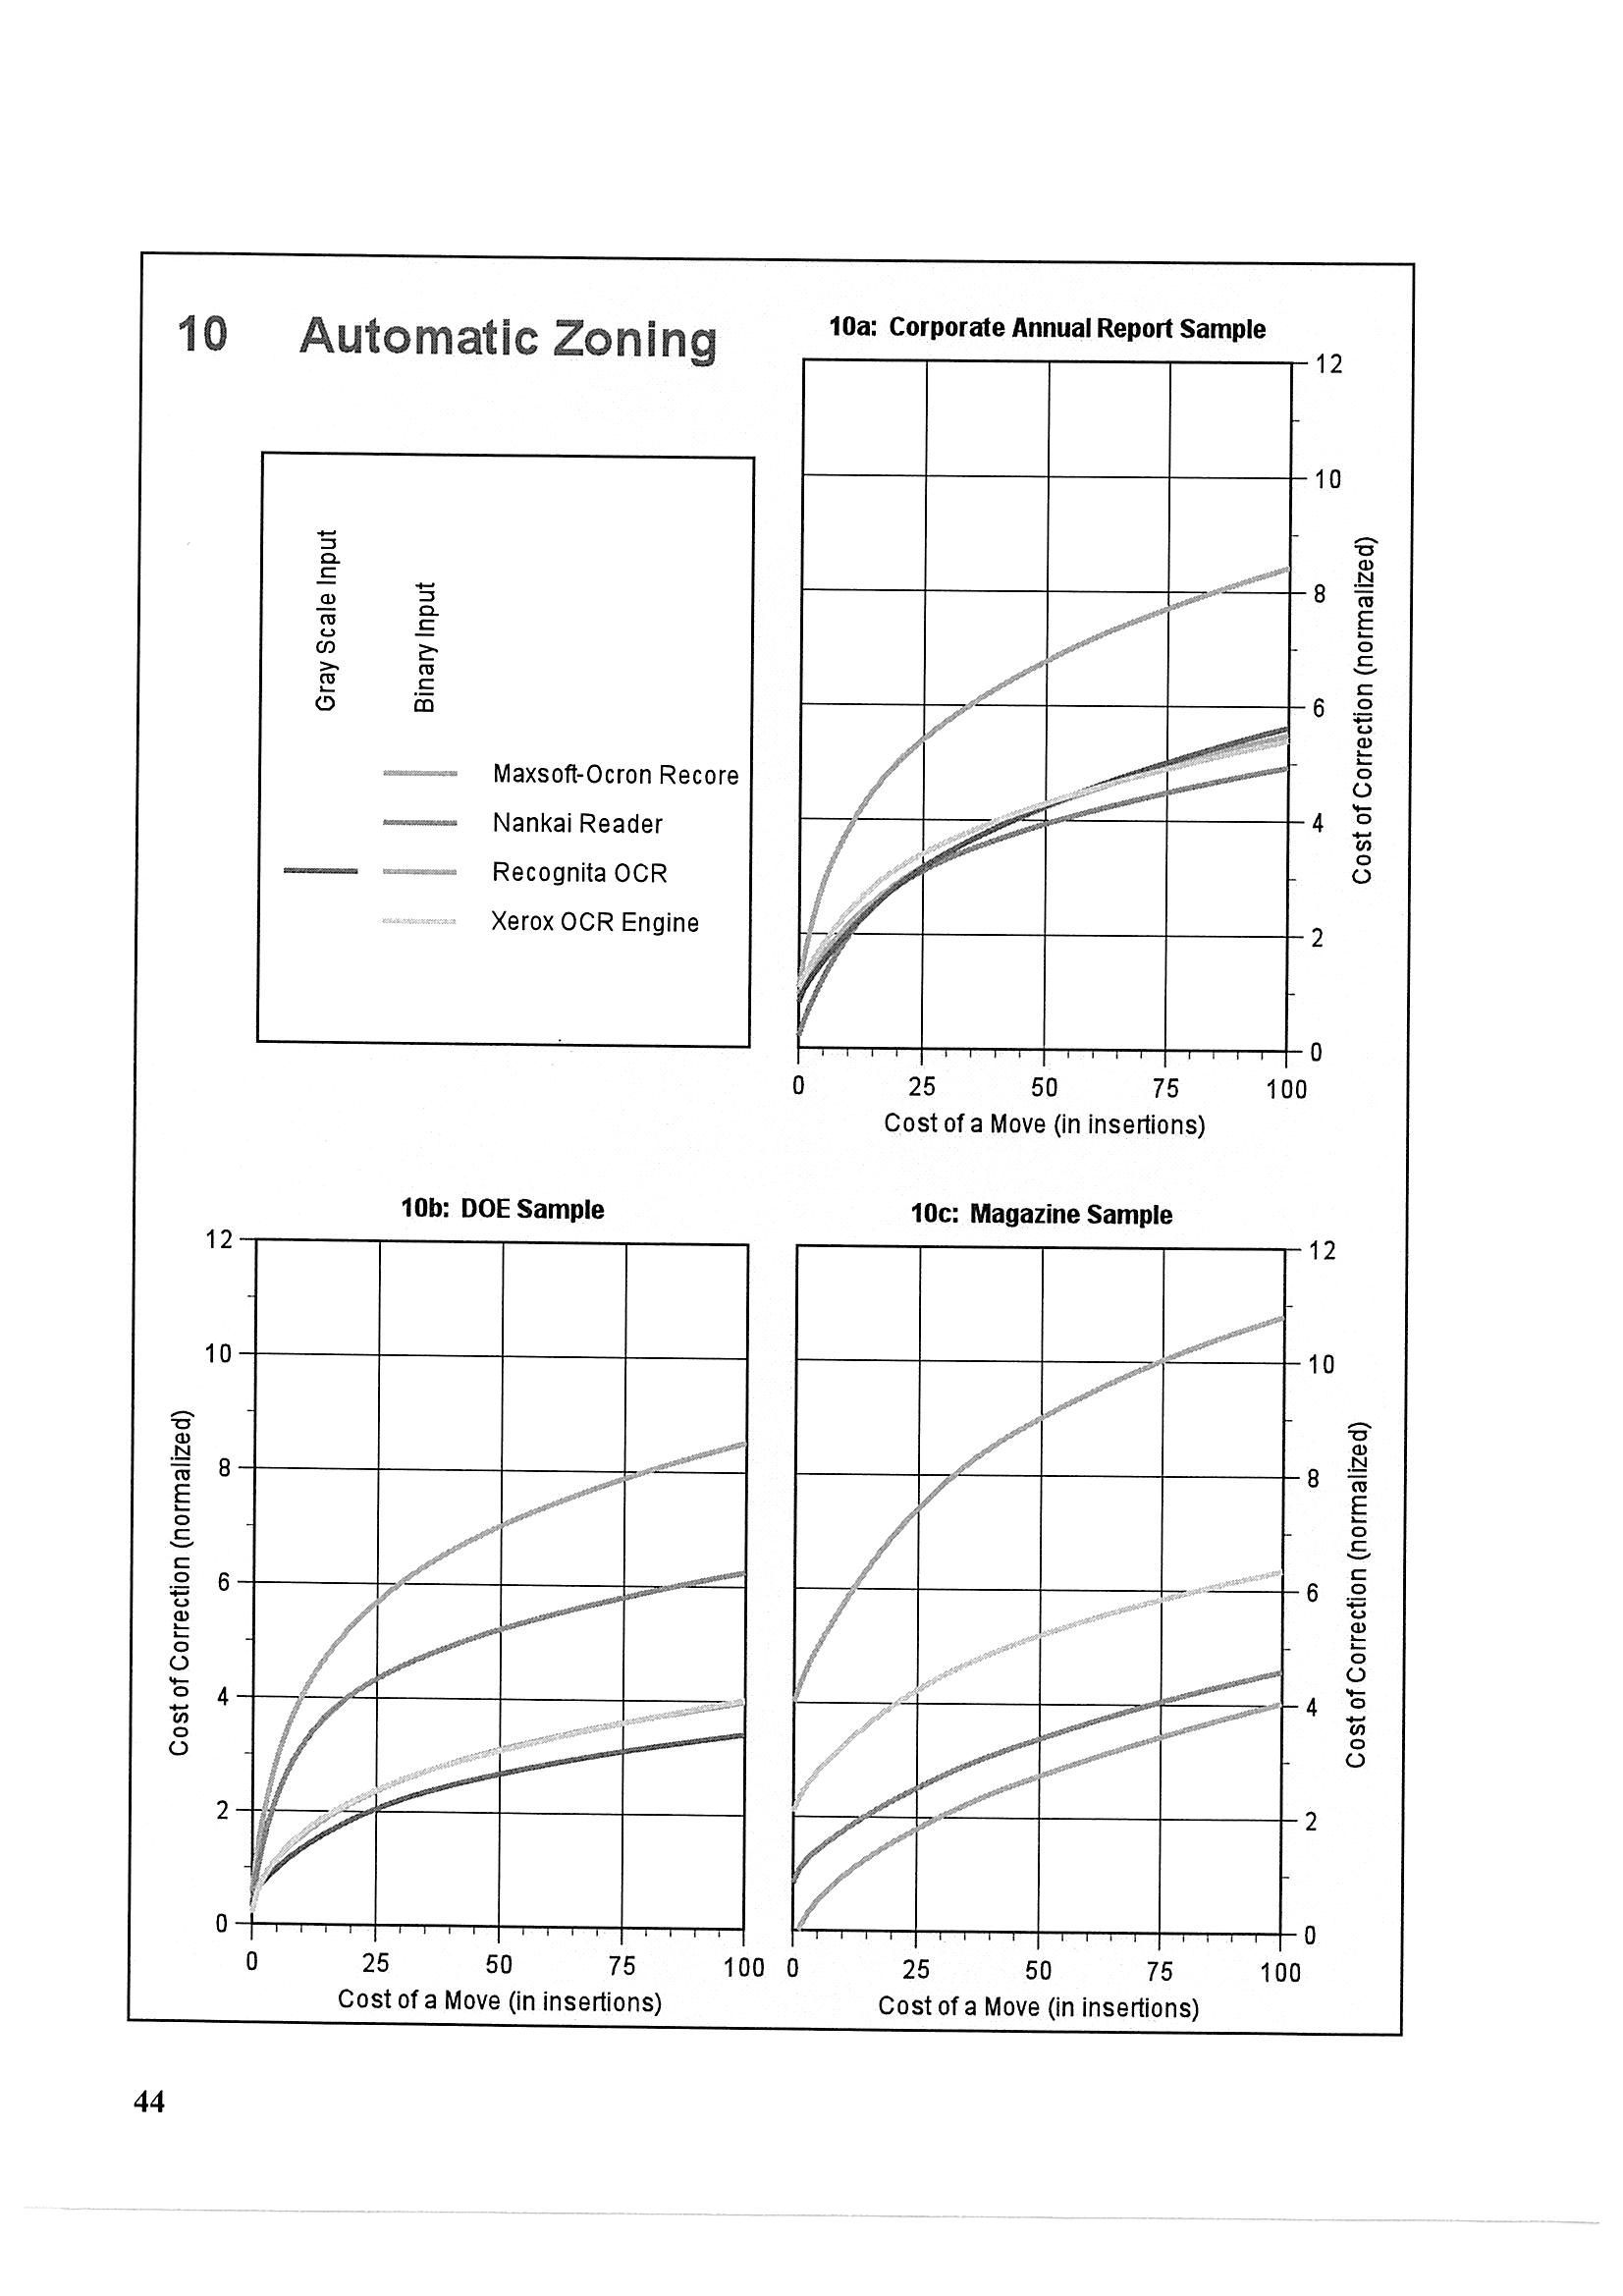 10 Automatic Zoning
Gray Scale Input
Binary Input
Maxsoft-Ocron Recore
Nankai Reader
Recognita OCR
Xerox OCR Engine
10a: Corporate Annual Report Sample
12
10
8
6
4
2
0
Cost of Correction (normalized)
0 25 50 75 100
Cost of a Move (in insertions)
10b: DOE Sample
12
10
8
6
4
2
0
Cost of Correction (normalized)
0 25 50 75 100
Cost of a Move (in insertions)
10c: Magazine Sample
12
10
8
6
4
2
0
Cost of Correction (normalized)
0 25 50 75 100
Cost of a Move (in insertions)
44